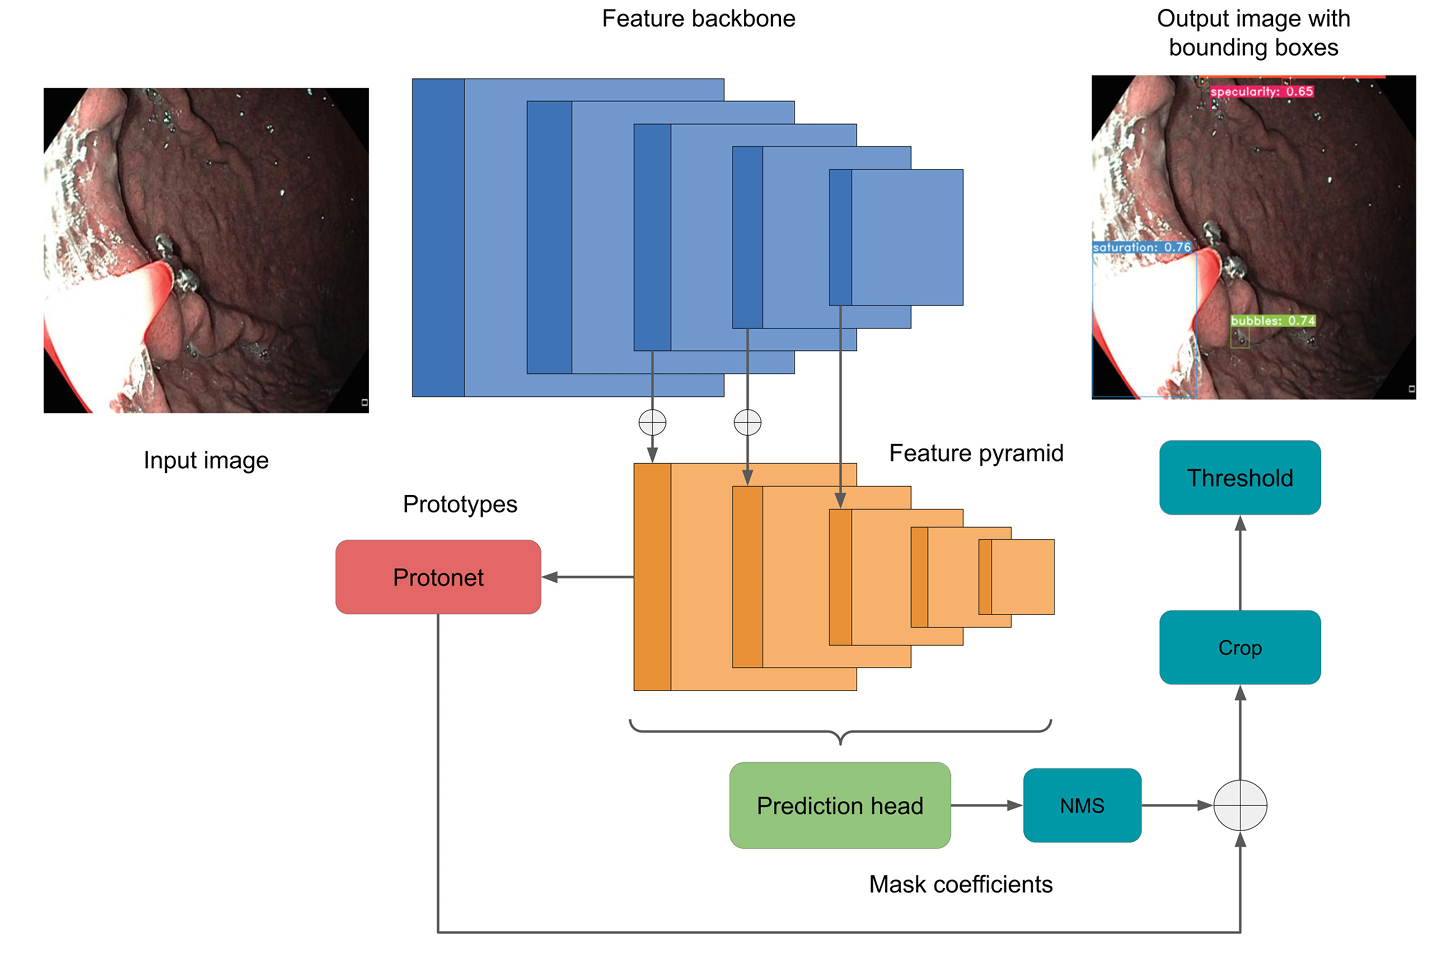 Feature backbone
Output image with
bounding boxes
specularity: 0.65
saturation: 0.76
bubbles: 0.74
Input image
Feature pyramid
Threshold
Prototypes
Protonet
Crop
Prediction head
NMS
Mask coefficients